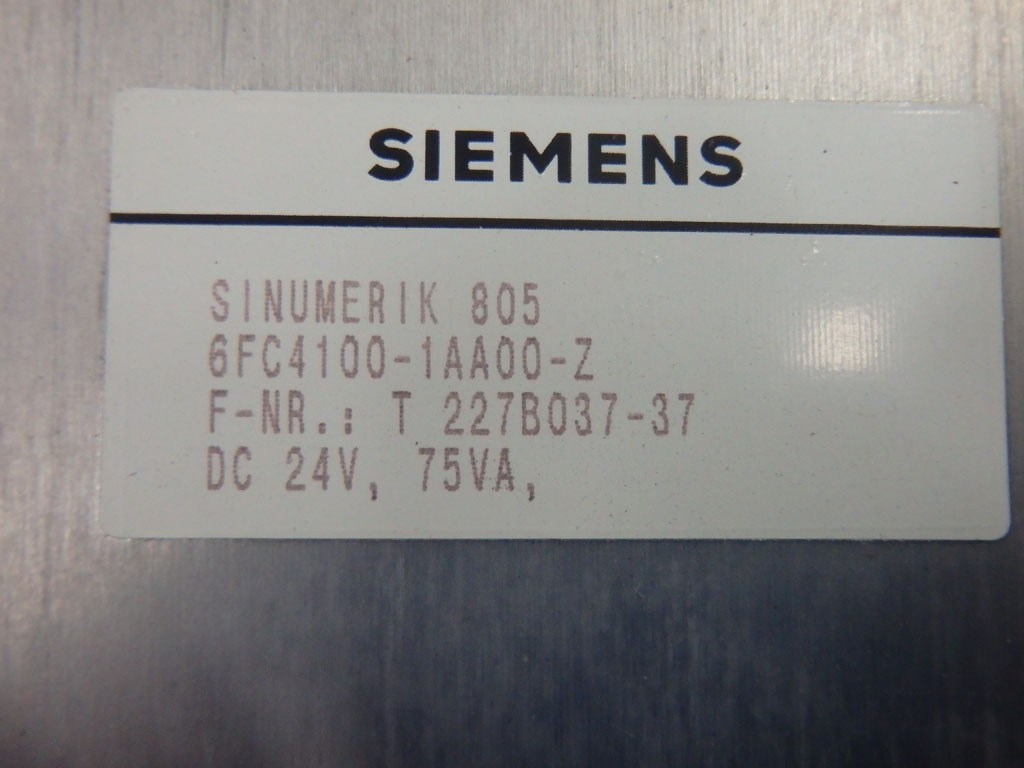 SIEMENS
SINUMERIK 805
6FC4100-1AA00-Z
F-NR.: T 227B037-37
DC 24V, 75VA,